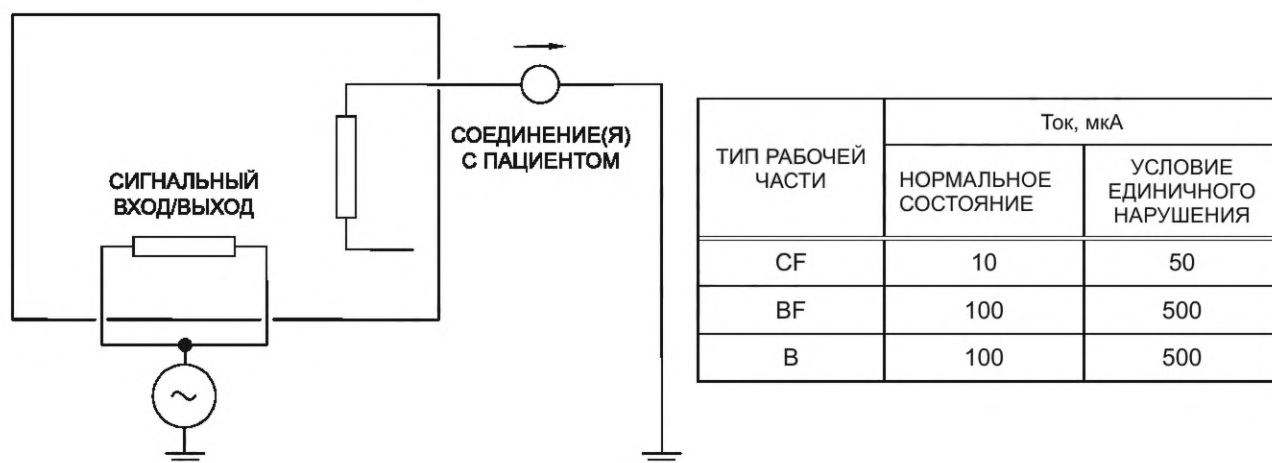 СОЕДИНЕНИЕ(Я)
С ПАЦИЕНТОМ
СИГНАЛЬНЫЙ
ВХОД/ВЫХОД
~
ТИП РАБОЧЕЙ
ЧАСТИ
Ток, мкА
НОРМАЛЬНОЕ
СОСТОЯНИЕ
УСЛОВИЕ
ЕДИНИЧНОГО
НАРУШЕНИЯ
CF 10 50
BF 100 500
B 100 500